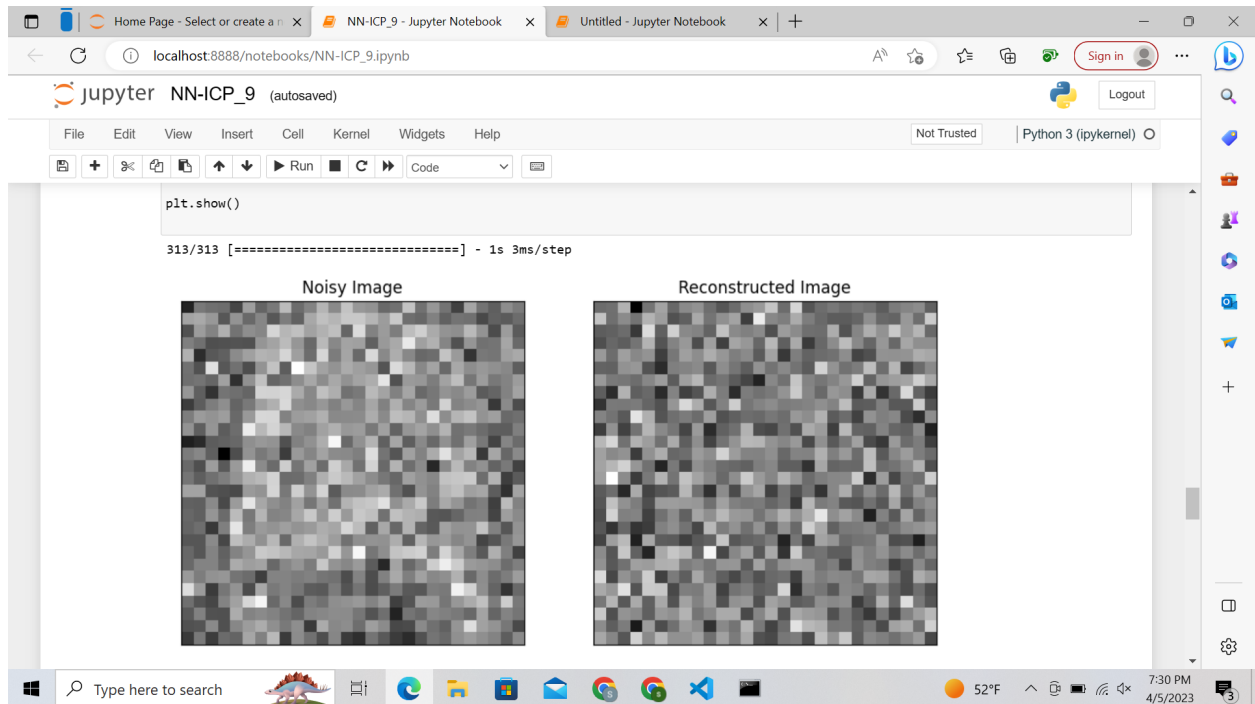 Home Page - Select or create a n
NN-ICP_9 - Jupyter Notebook
Untitled - Jupyter Notebook
localhost:8888/notebooks/NN-ICP_9.ipynb
Sign in
jupyter NN-ICP_9 (autosaved)
Logout
File Edit View Insert Cell Kernel Widgets Help
Not Trusted
Python 3 (ipykernel)
Run
Code
plt.show()
313/313 [==============================] - 1s 3ms/step
Noisy Image
Reconstructed Image
Type here to search
52°F
7:30 PM
4/5/2023
3